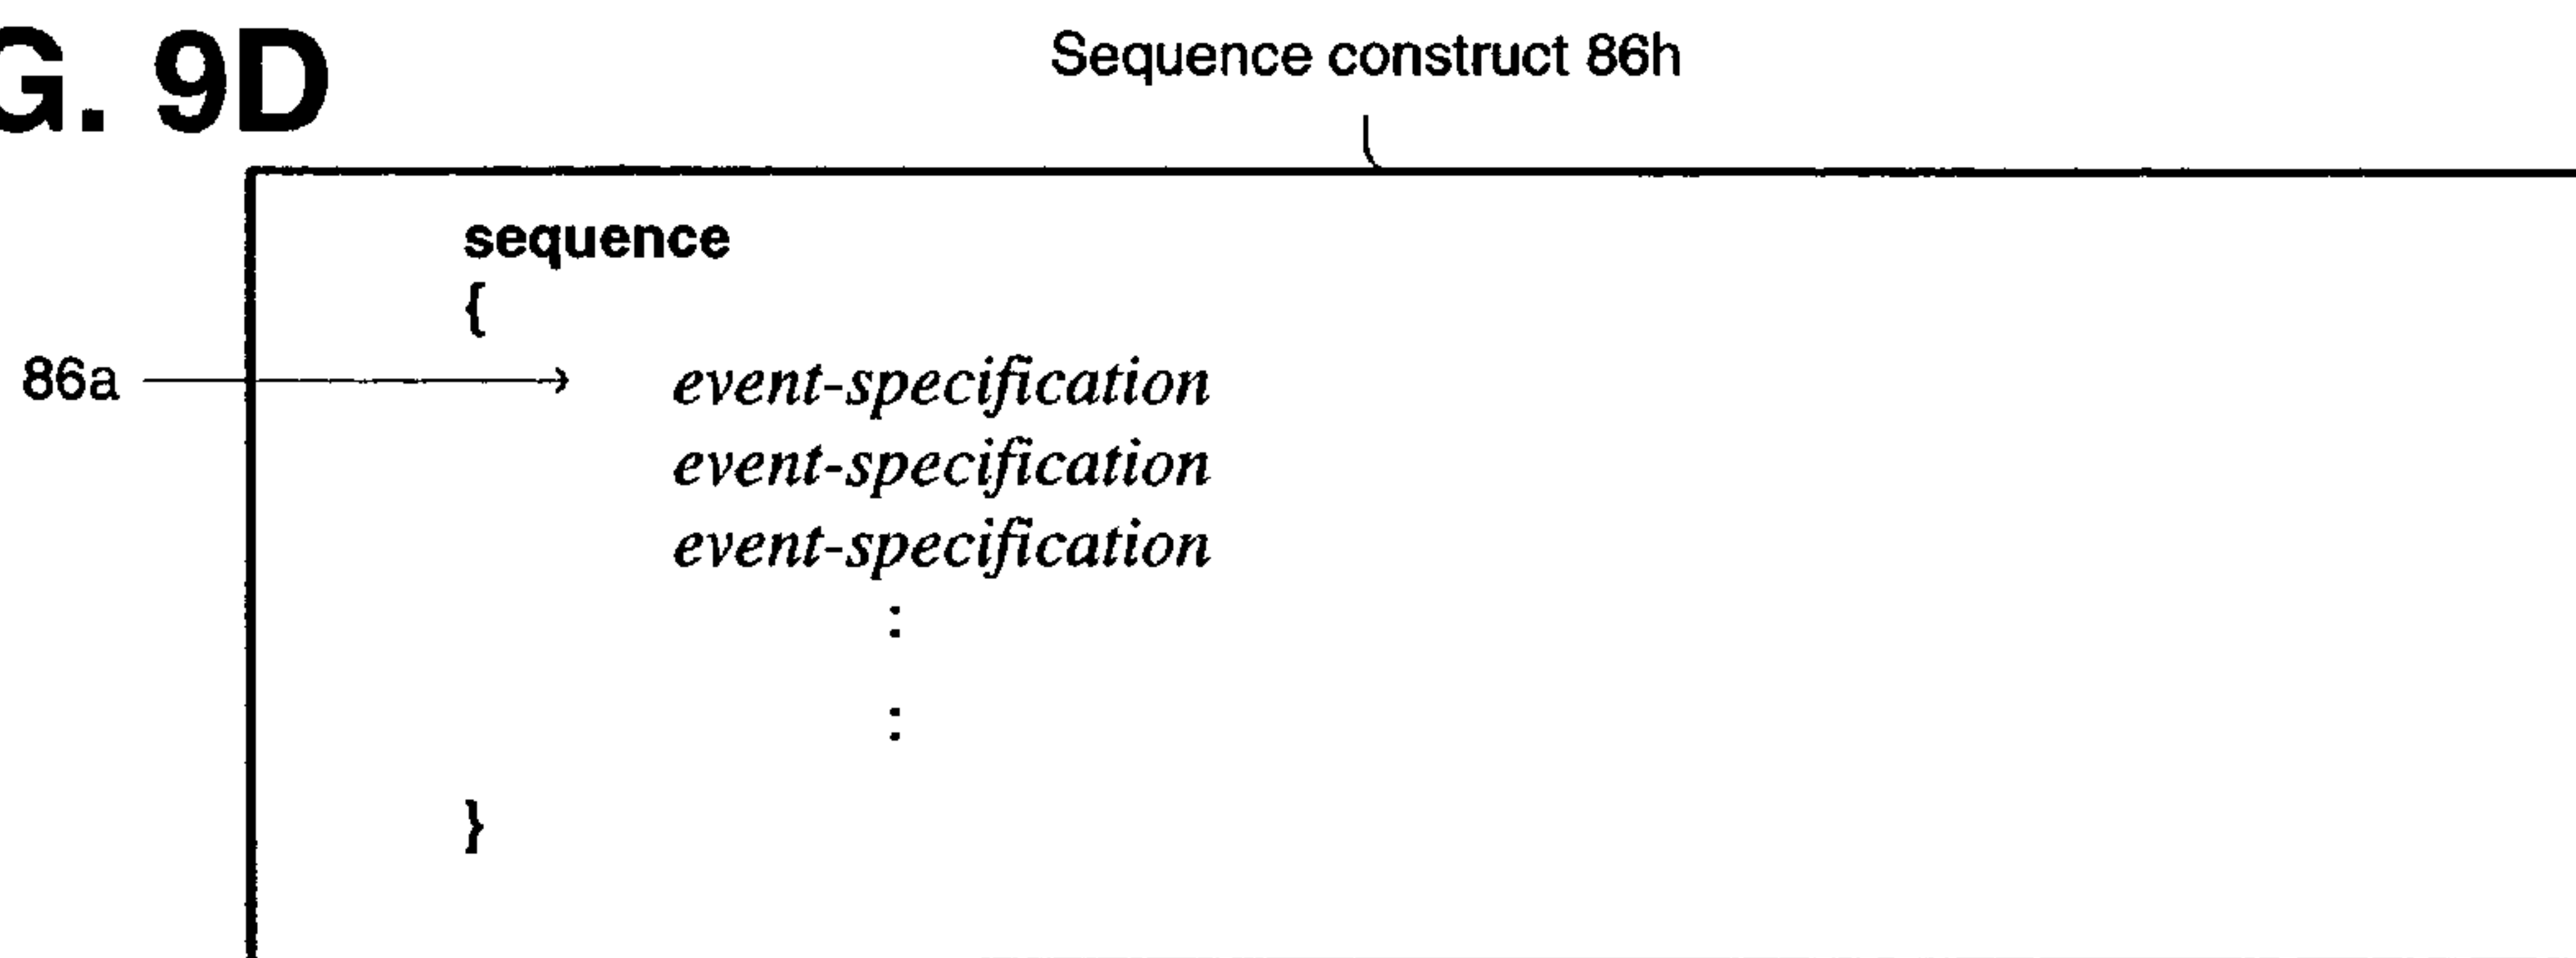 G. 9D
Sequence construct 86h
sequence
{
86a event-specification
event-specification
event-specification
:
:
}